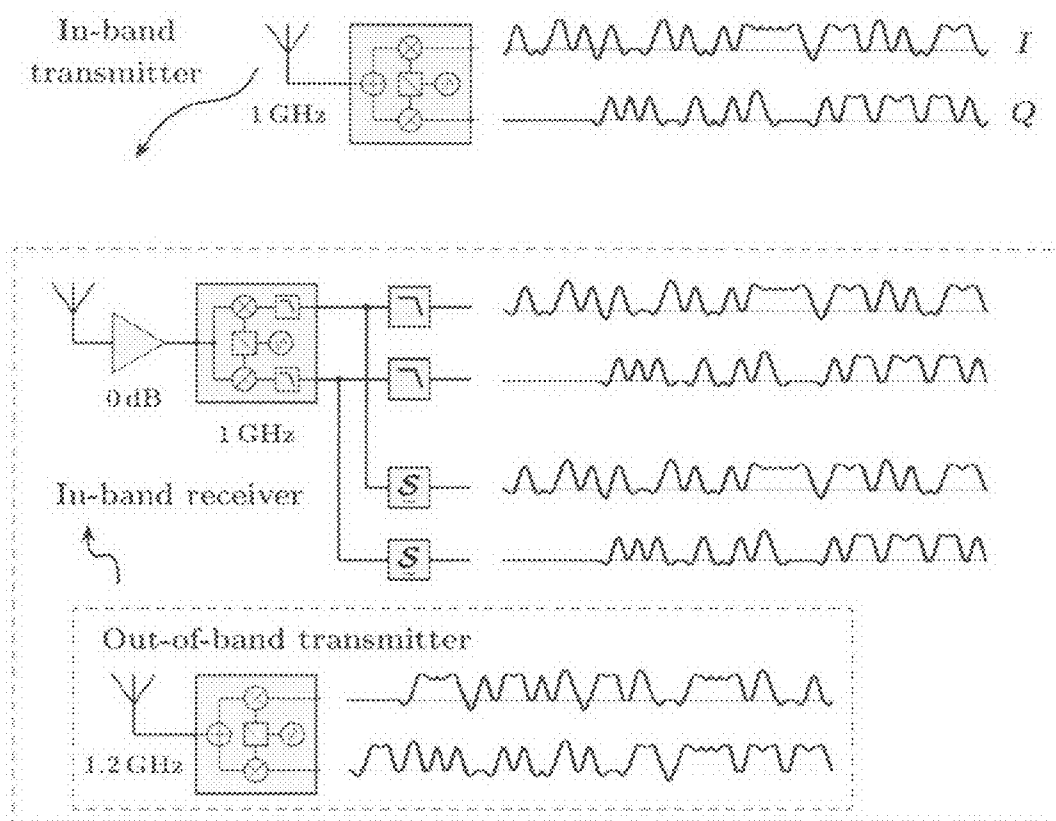 In-band
transmitter
1 GHz
I
Q
0 dB
1 GHz
In-band receiver
S
S
Out-of-band transmitter
1.2 GHz